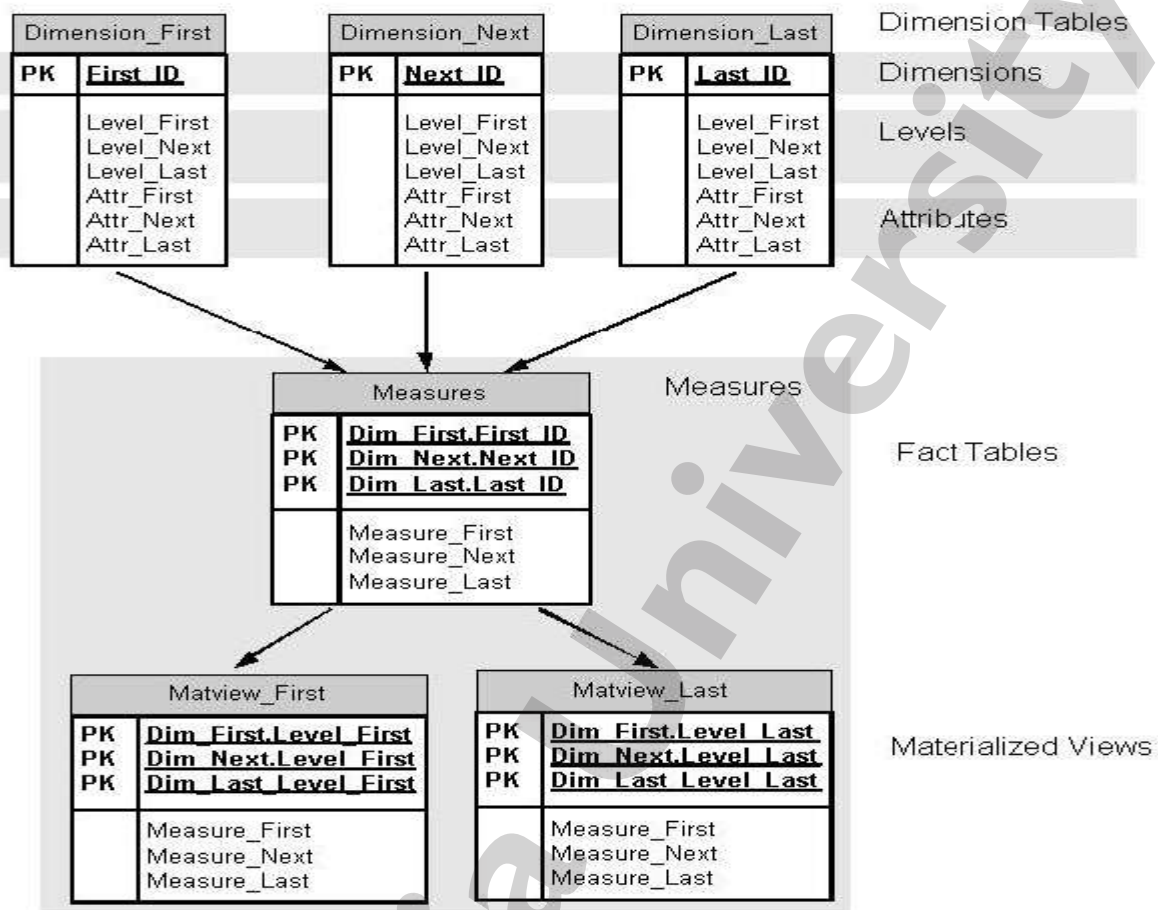 Dimension_First
Dimension_Next
Dimension_Last
Dimension Tables
PK First_ID
PK Next_ID
PK Last_ID
Dimensions
Level_First
Level_Next
Level_Last
Attr_First
Attr_Next
Attr_Last
Level_First
Level_Next
Level_Last
Attr_First
Attr_Next
Attr_Last
Level_First
Level_Next
Level_Last
Attr_First
Attr_Next
Attr_Last
Levels
Attributes
Measures
PK Dim_First.First_ID
PK Dim_Next.Next_ID
PK Dim_Last.Last_ID
Measure_First
Measure_Next
Measure_Last
Measures
Fact Tables
Matview_First
PK Dim_First.Level_First
PK Dim_Next.Level_First
PK Dim_Last_Level_First
Measure_First
Measure_Next
Measure_Last
Matview_Last
PK Dim_First.Level_Last
PK Dim_Next.Level_Last
PK Dim_Last_Level_Last
Measure_First
Measure_Next
Measure_Last
Materialized Views
University